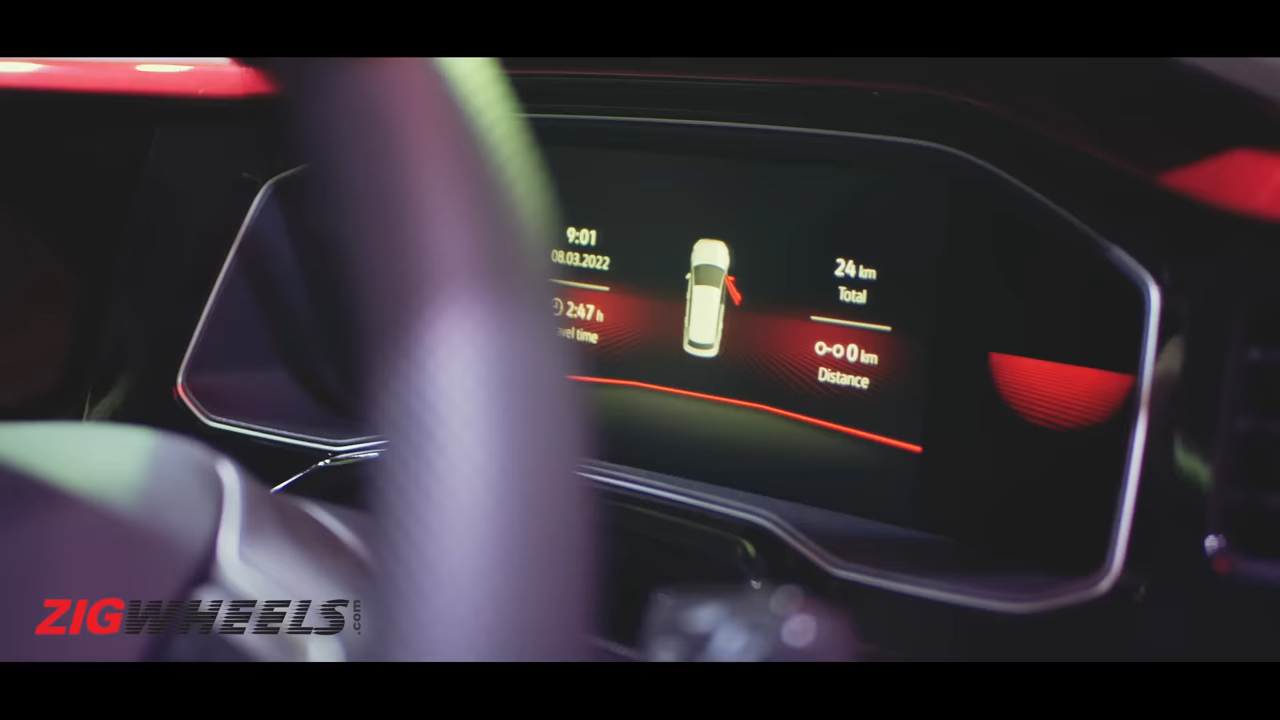 9:01
08.03.2022
2:47 h
vel time
24 km
Total
0 km
Distance
ZIGWHEELS.com